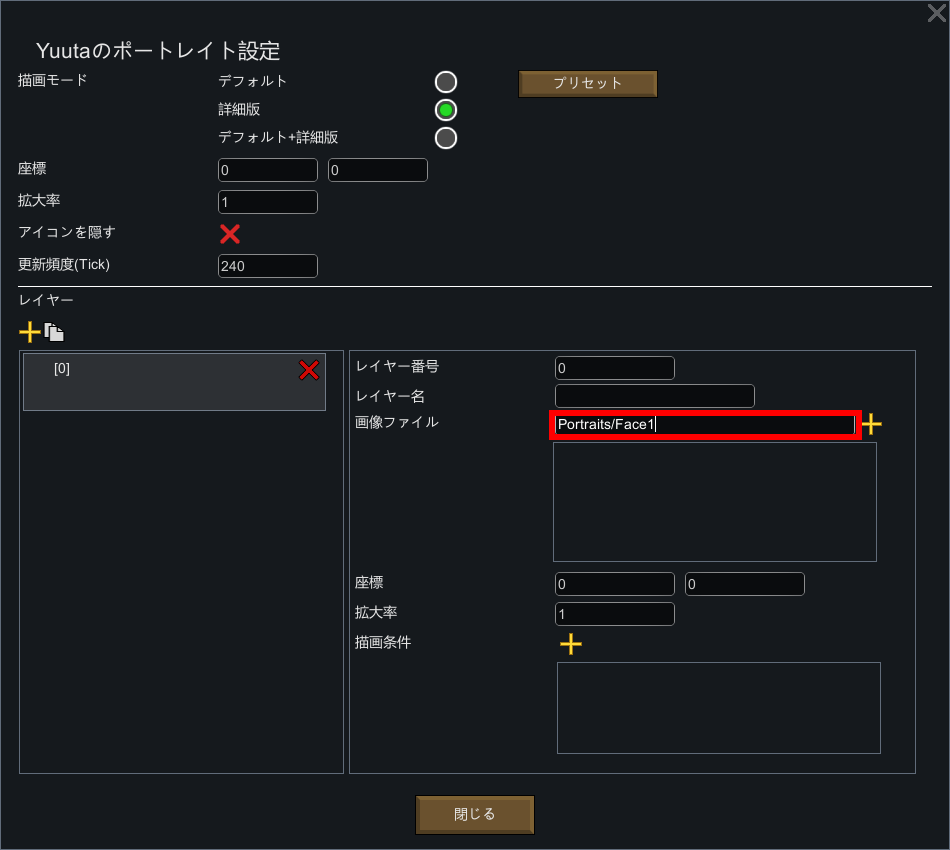 Yuutaのポートレイト設定
描画モード
デフォルト
プリセット
詳細版
デフォルト+詳細版
座標
0
0
拡大率
1
アイコンを隠す
更新頻度(Tick)
240
レイヤー
[0]
レイヤー番号
0
レイヤー名
画像ファイル
Portraits/Face1
座標
0
0
拡大率
1
描画条件
閉じる